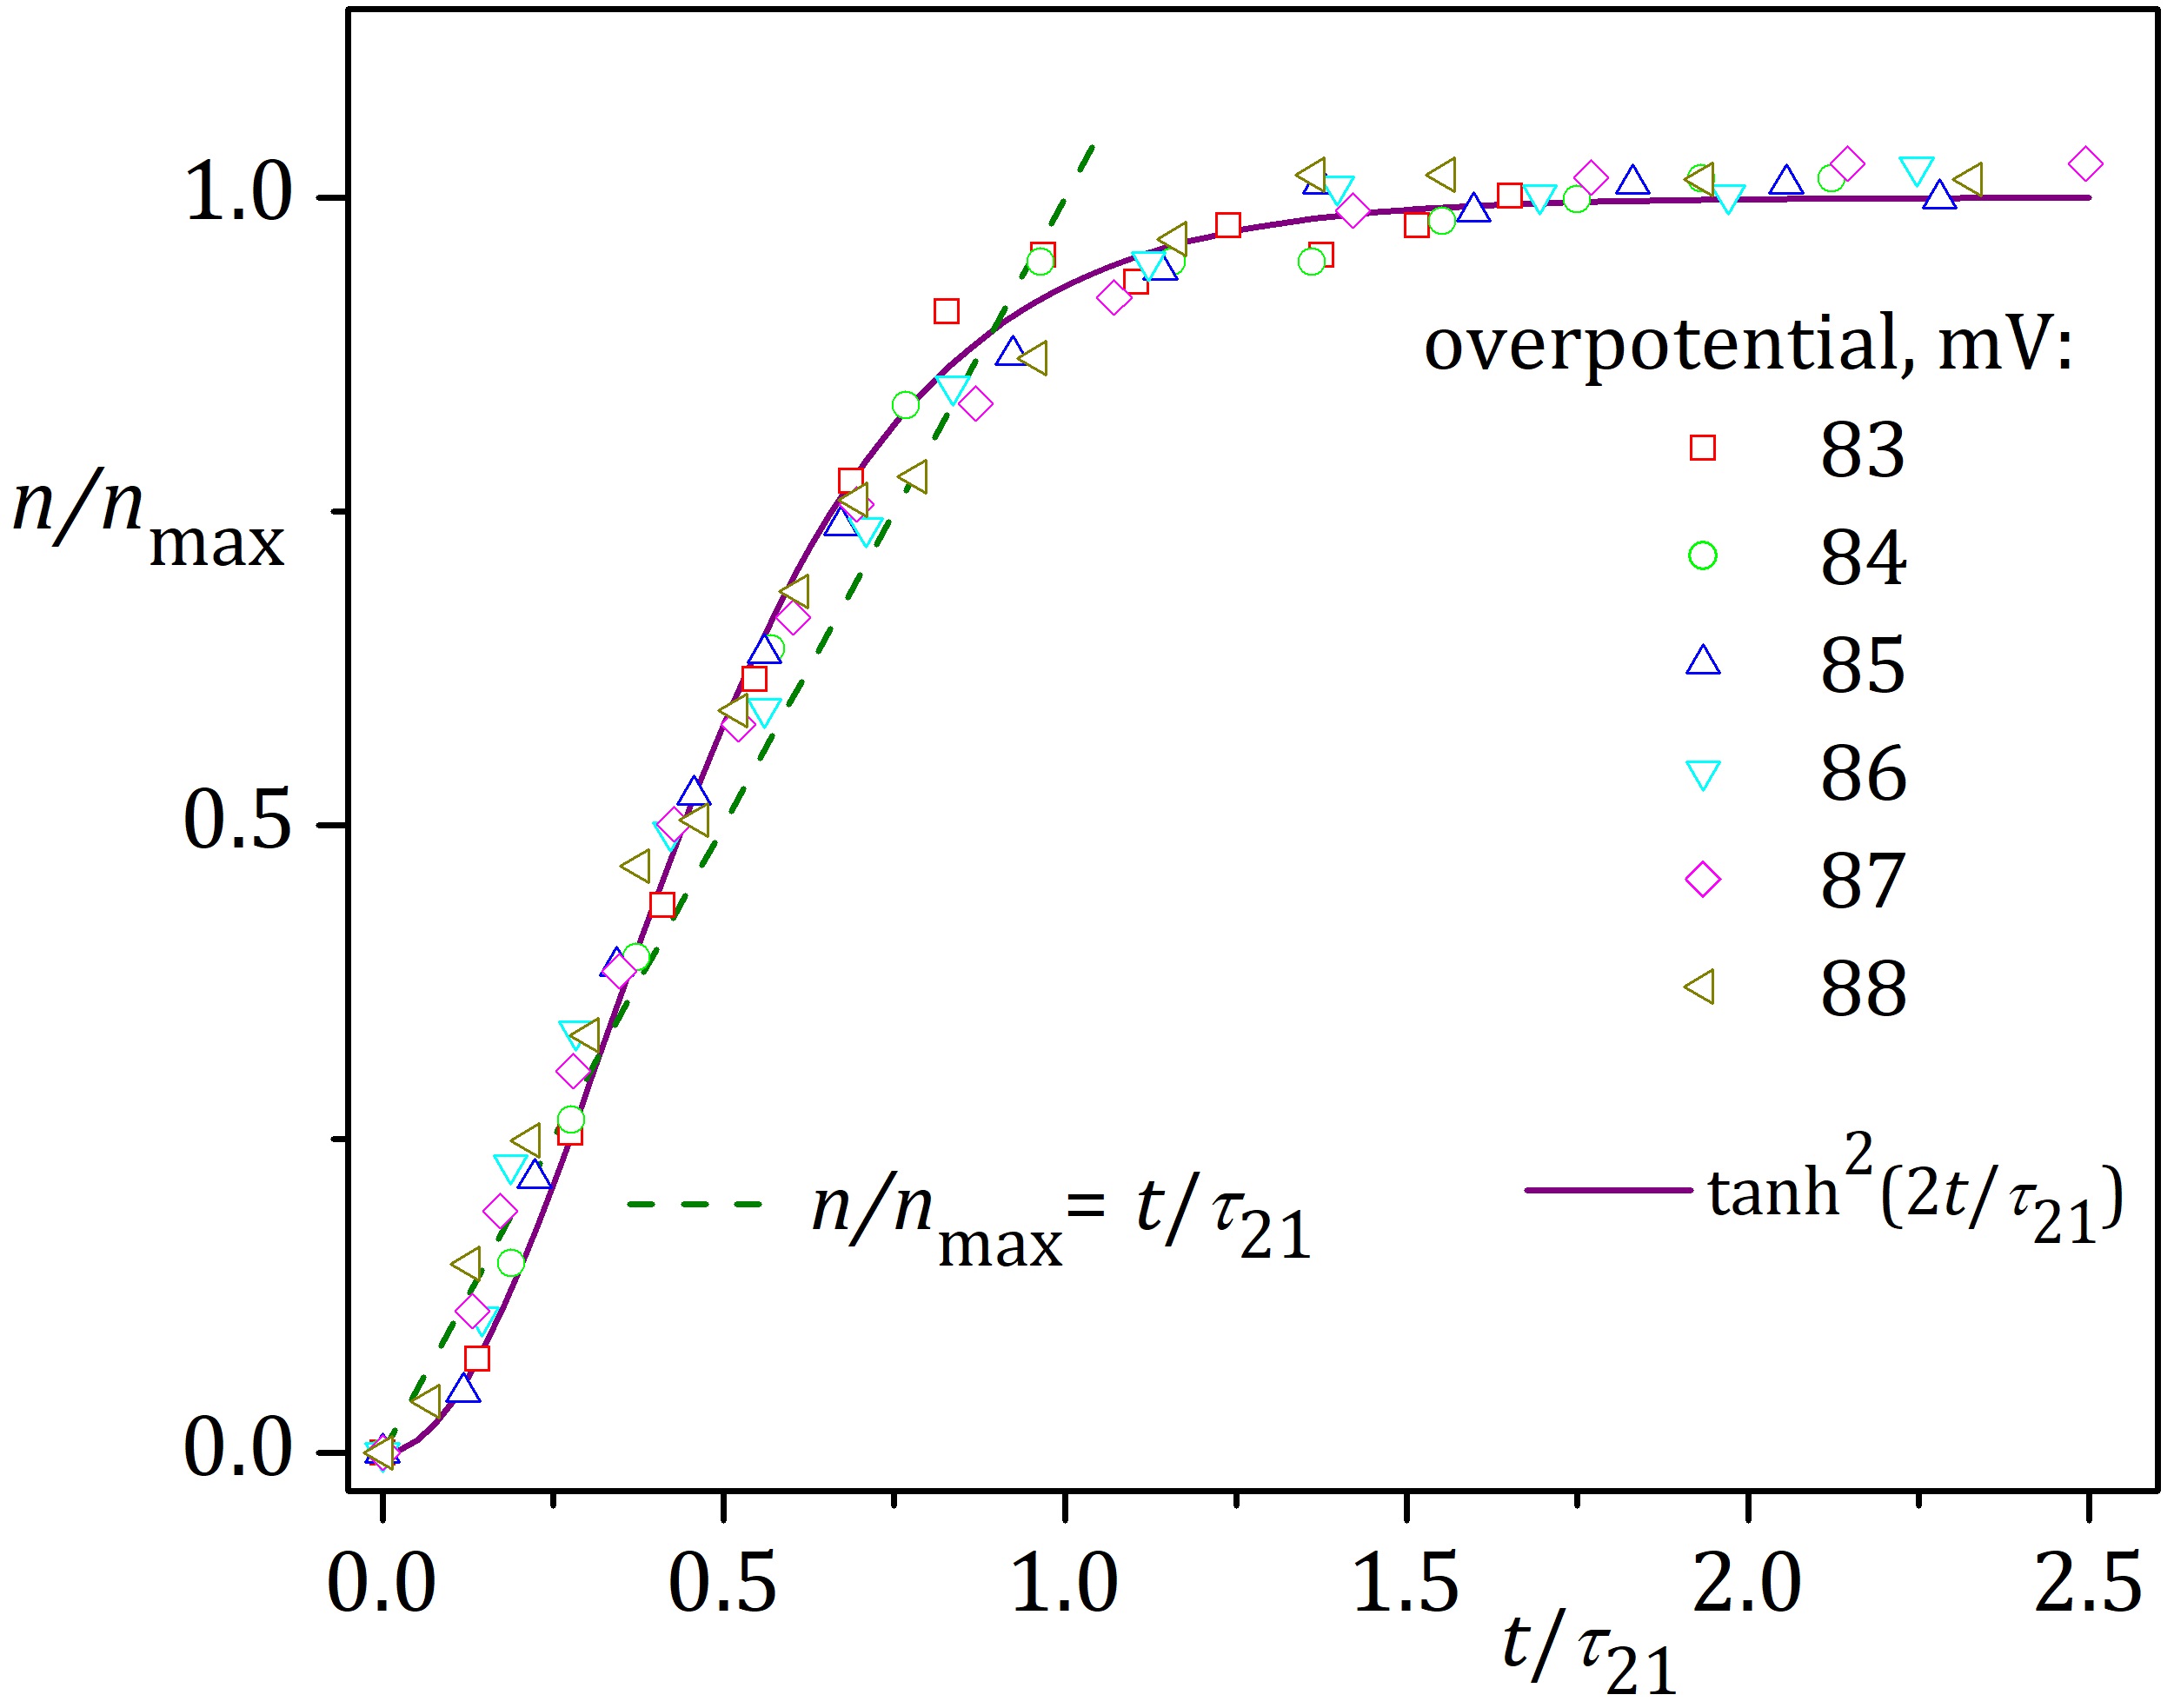 1.0
0.5
0.0
n/nmax
overpotential, mV:
83
84
85
86
87
88
n/nmax= t/τ21
tanh2(2t/τ21)
0.0 0.5 1.0 1.5 2.0 2.5
t/τ21